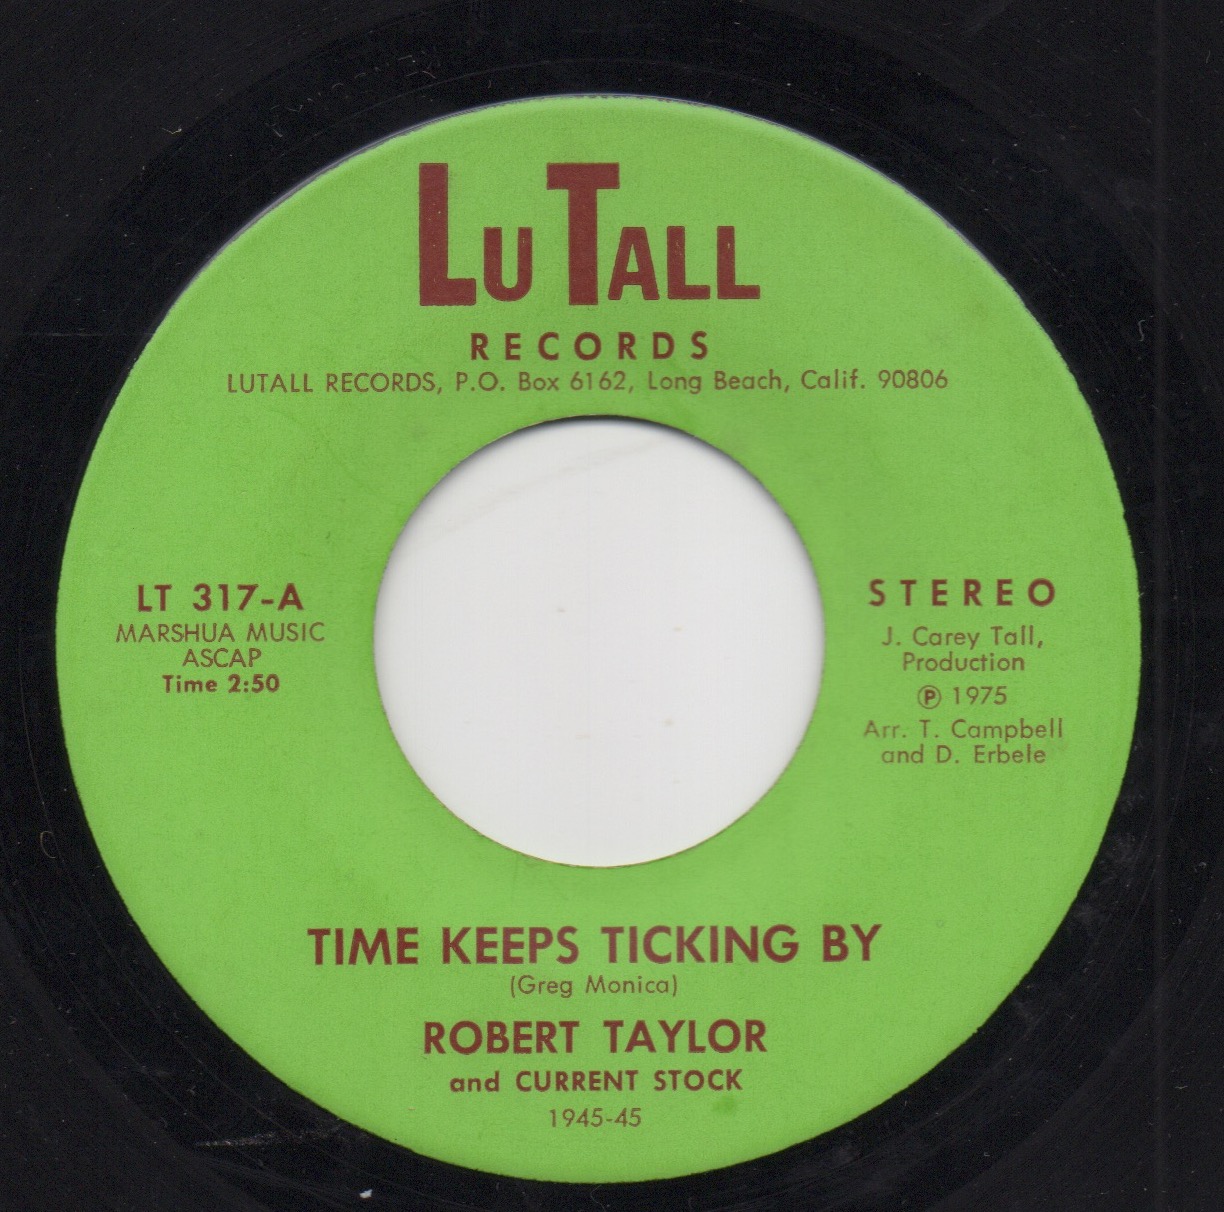 LU TALL
RECORDS
LUTALL RECORDS, P.O. Box 6162, Long Beach, Calif. 90806
LT 317-A
MARSHUA MUSIC
ASCAP
Time 2:50
STEREO
J. Carey Tall,
Production
Ⓟ 1975
Arr. T. Campbell
and D. Erbele
TIME KEEPS TICKING BY
(Greg Monica)
ROBERT TAYLOR
and CURRENT STOCK
1945-45